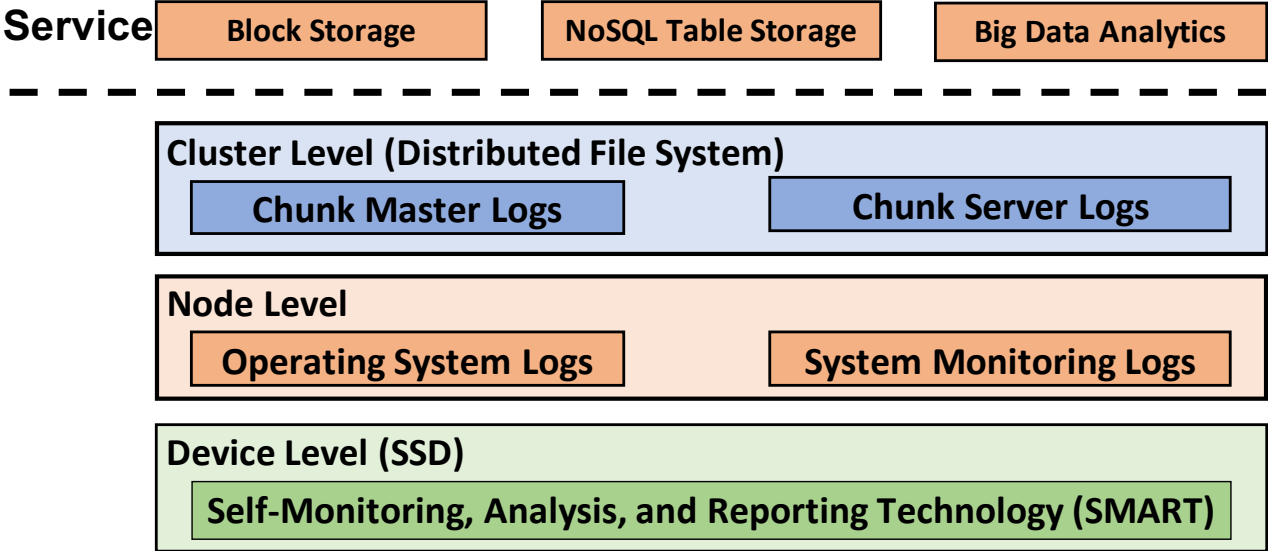 Service
Block Storage
NoSQL Table Storage
Big Data Analytics
Cluster Level (Distributed File System)
Chunk Master Logs
Chunk Server Logs
Node Level
Operating System Logs
System Monitoring Logs
Device Level (SSD)
Self-Monitoring, Analysis, and Reporting Technology (SMART)